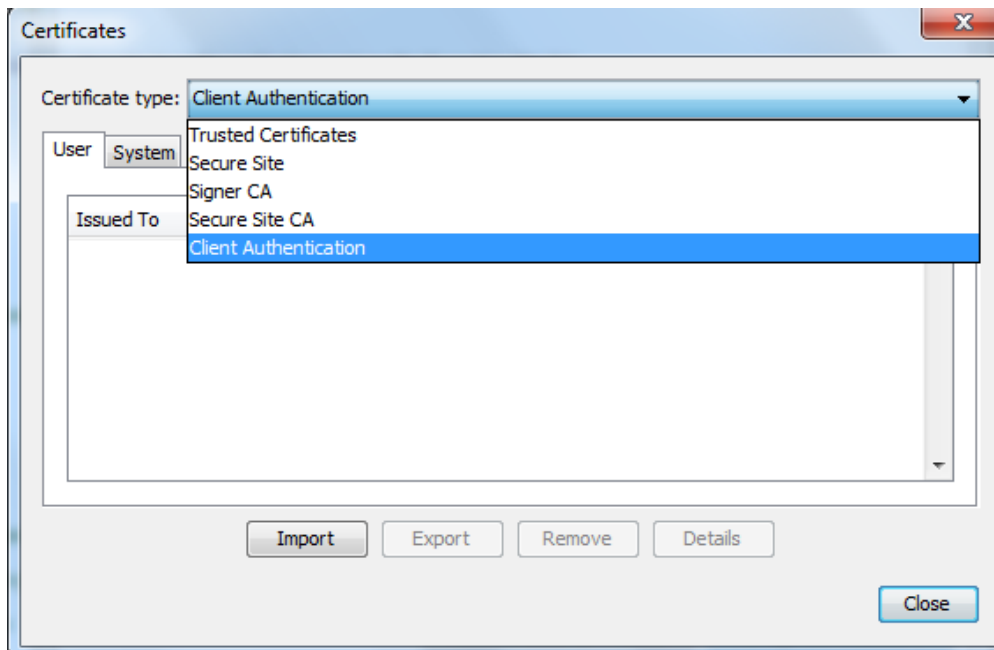 Certificates
Certificate type: Client Authentication
Trusted Certificates
User System
Secure Site
Signer CA
Issued To
Secure Site CA
Client Authentication
Import Export Remove Details
Close